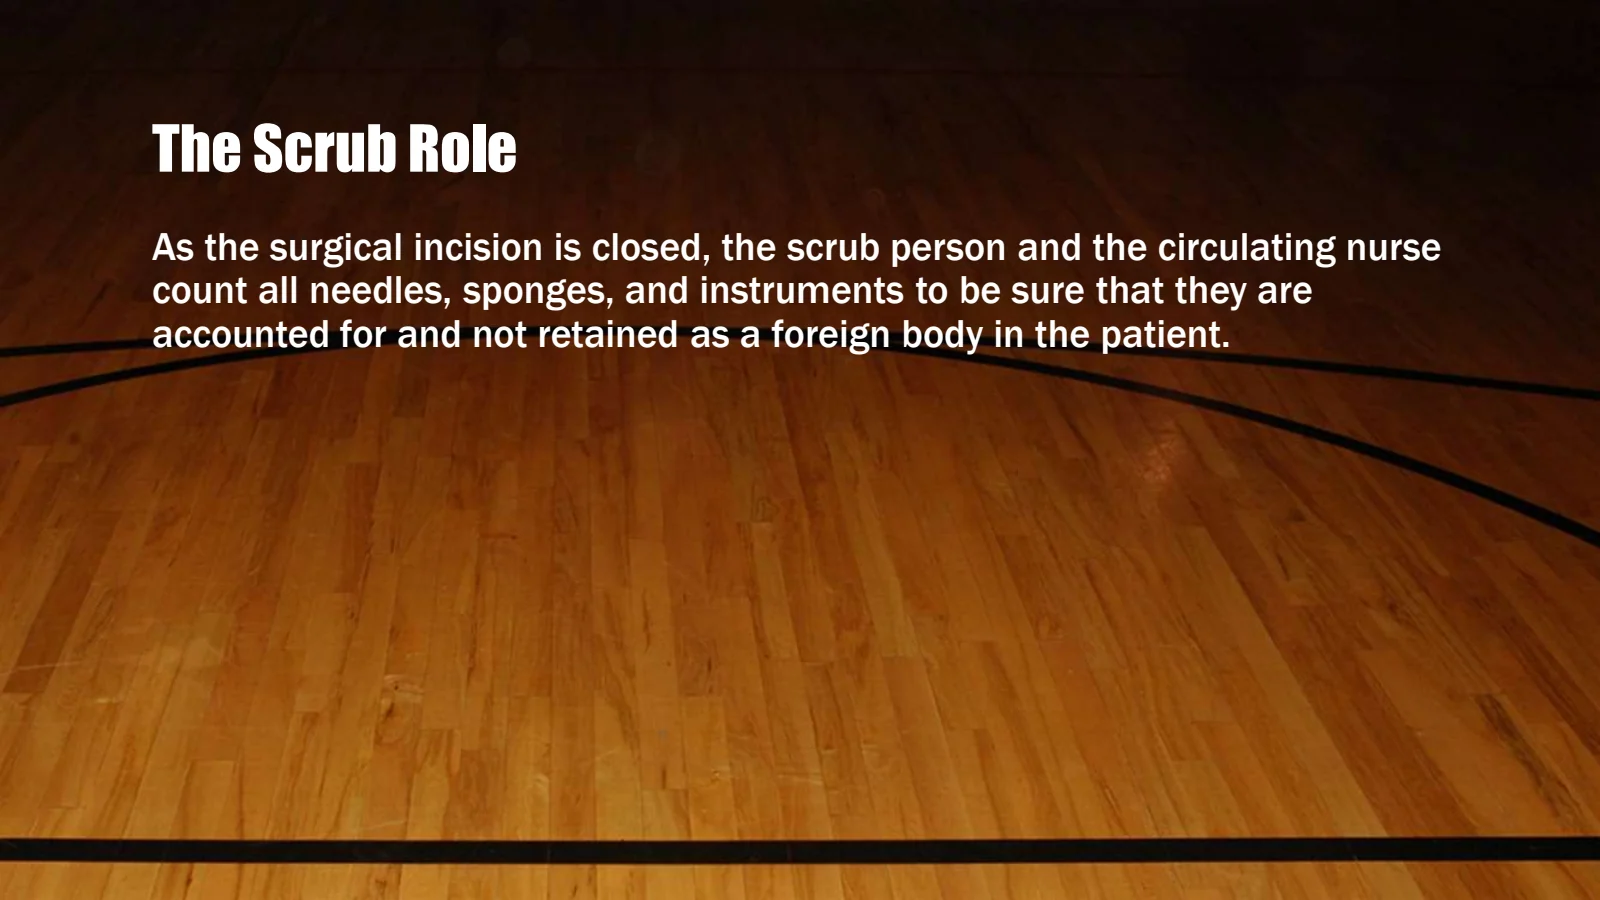 The Scrub Role
As the surgical incision is closed, the scrub person and the circulating nurse
count all needles, sponges, and instruments to be sure that they are
accounted for and not retained as a foreign body in the patient.